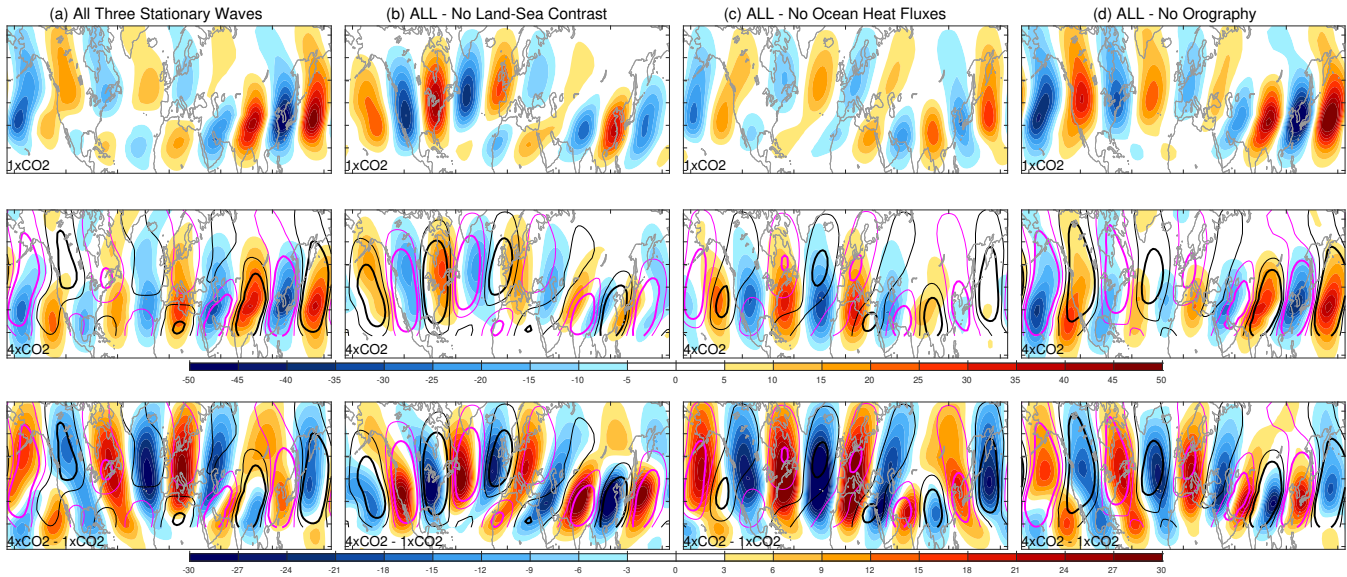 (a) All Three Stationary Waves (b) ALL - No Land-Sea Contrast (c) ALL - No Ocean Heat Fluxes (d) ALL - No Orography
1xCO2 1xCO2 1xCO2 1xCO2
4xCO2 4xCO2 4xCO2 4xCO2
-50 -45 -40 -35 -30 -25 -20 -15 -10 -5 0 5 10 15 20 25 30 35 40 45 50
4xCO2 - 1xCO2 4xCO2 - 1xCO2 4xCO2 - 1xCO2 4xCO2 - 1xCO2
-30 -27 -24 -21 -18 -15 -12 -9 -6 -3 0 3 6 9 12 15 18 21 24 27 30